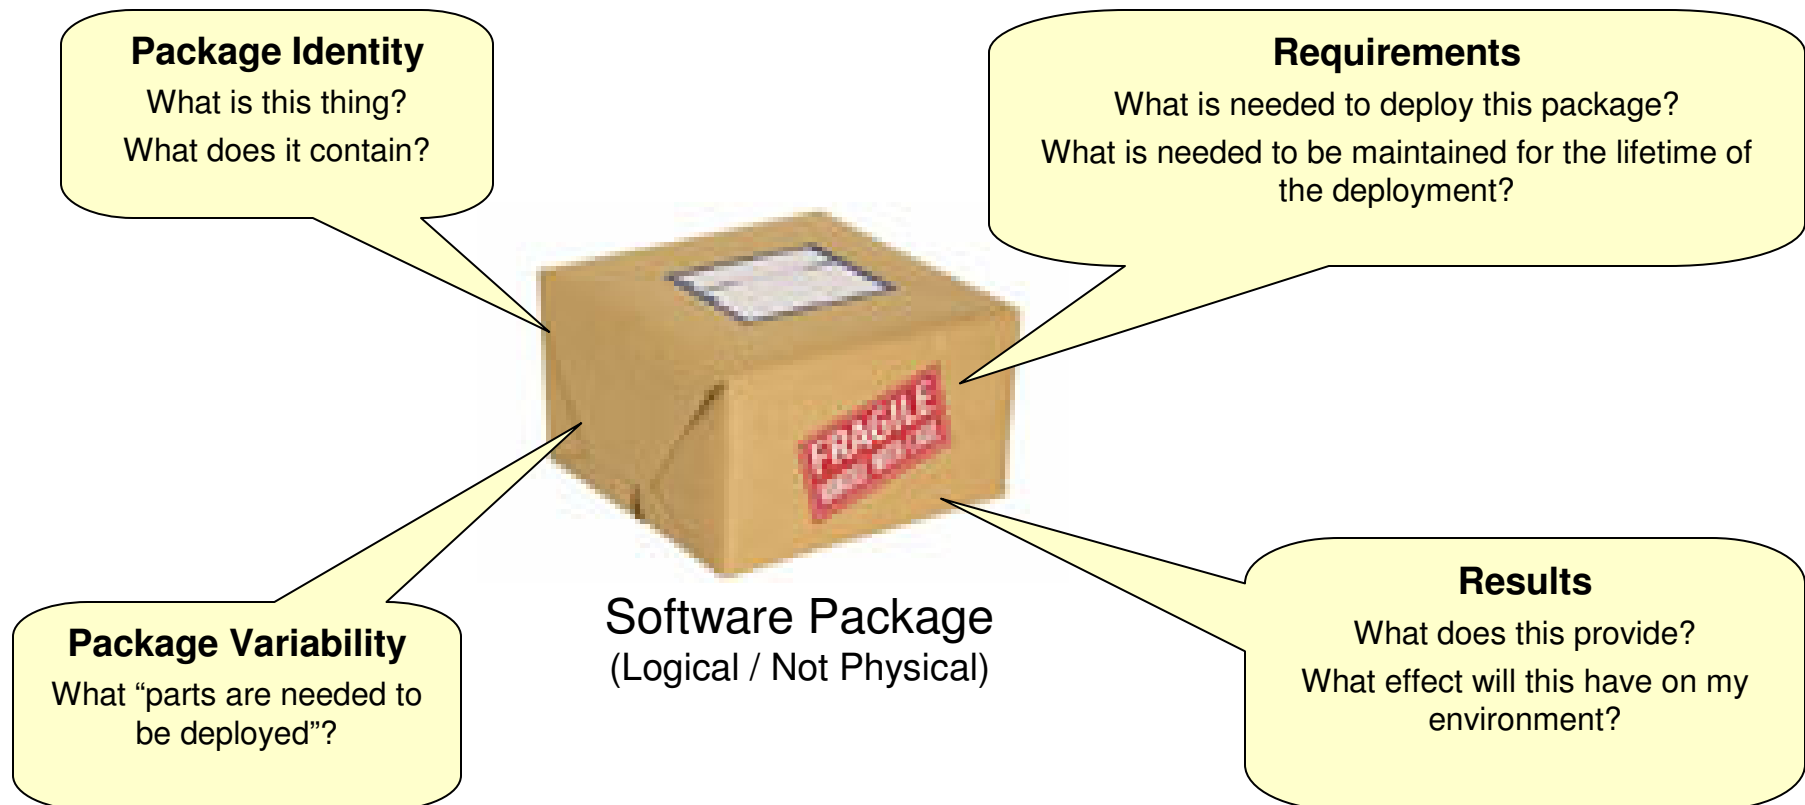 Package Identity
What is this thing?
What does it contain?
Requirements
What is needed to deploy this package?
What is needed to be maintained for the lifetime of
the deployment?
FRAGILE
HANDLE WITH CARE
Software Package
(Logical / Not Physical)
Package Variability
What “parts are needed to
be deployed”?
Results
What does this provide?
What effect will this have on my
environment?